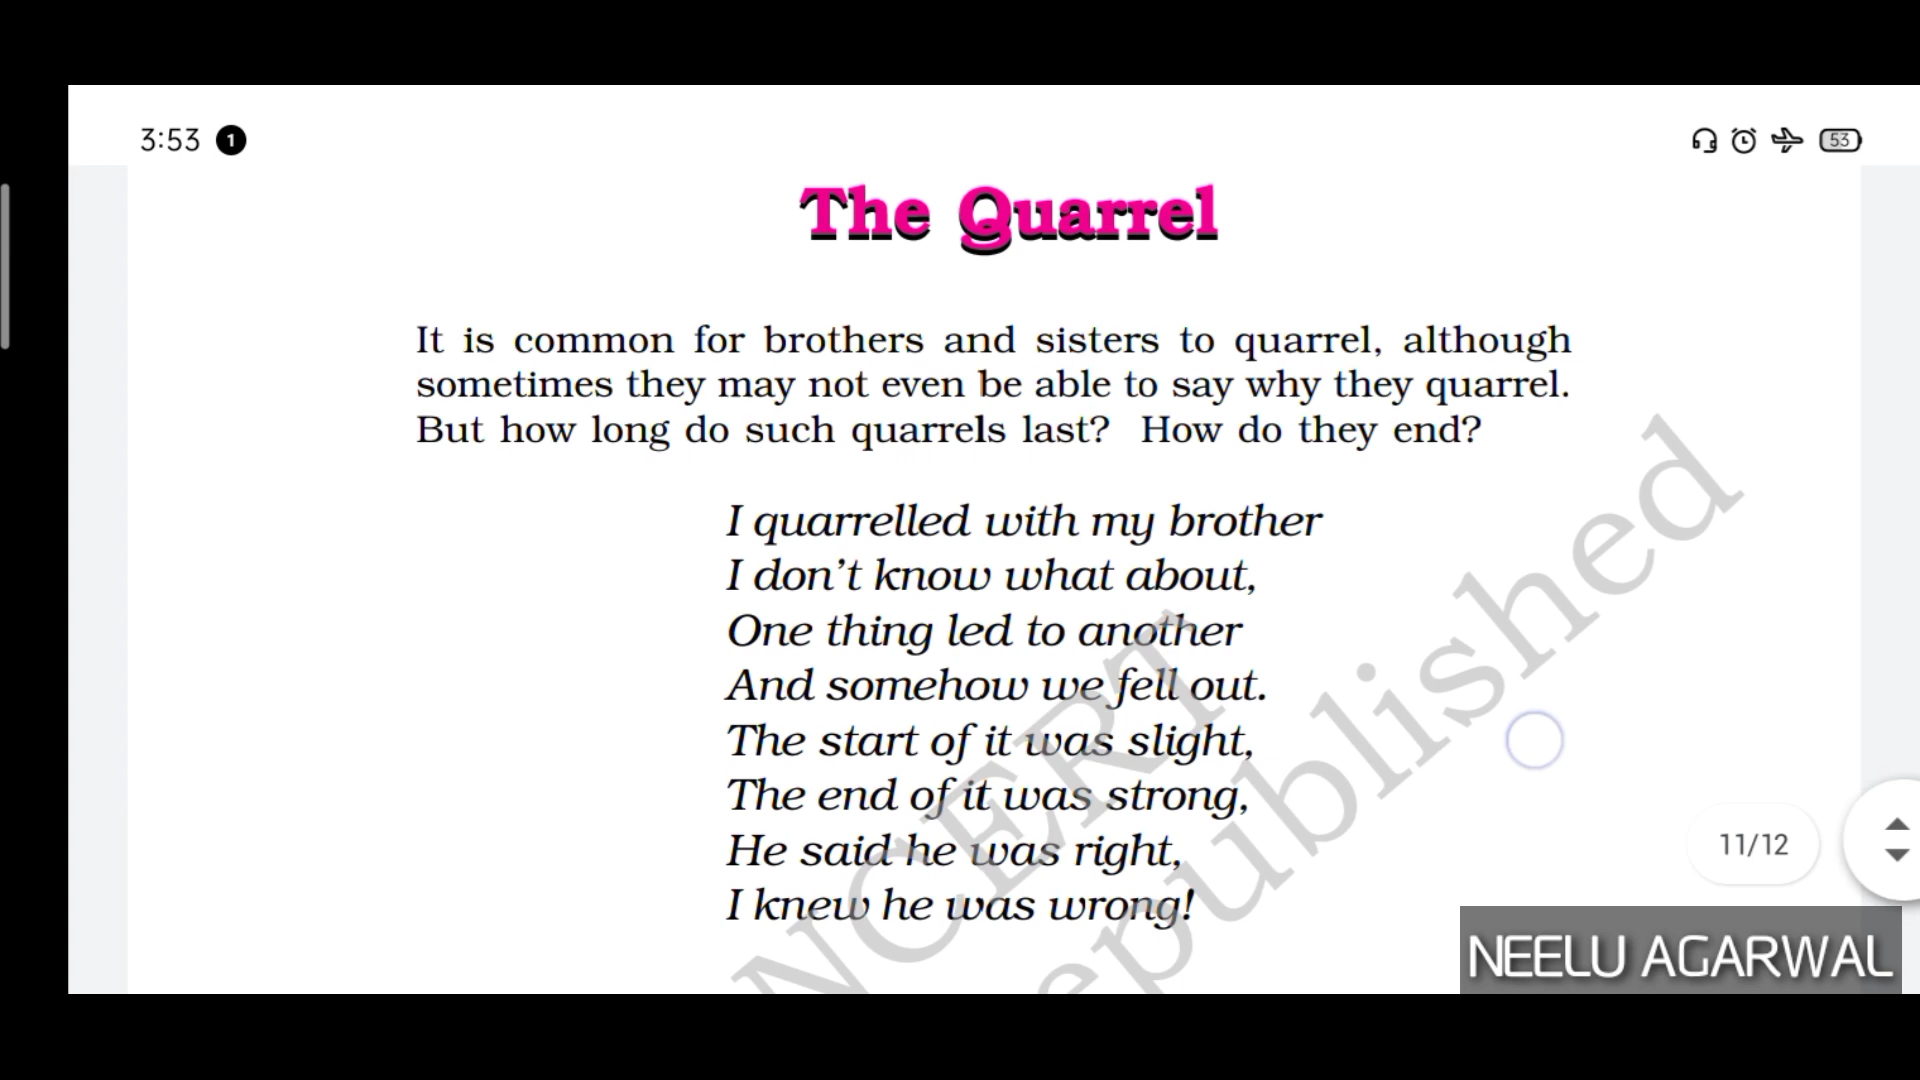 3:53 1
53
The Quarrel
It is common for brothers and sisters to quarrel, although
sometimes they may not even be able to say why they quarrel.
But how long do such quarrels last? How do they end?
I quarrelled with my brother
I don’t know what about,
One thing led to another
And somehow we fell out.
The start of it was slight,
The end of it was strong,
He said he was right,
I knew he was wrong!
NCERT
epublished
11/12
NEELU AGARWAL